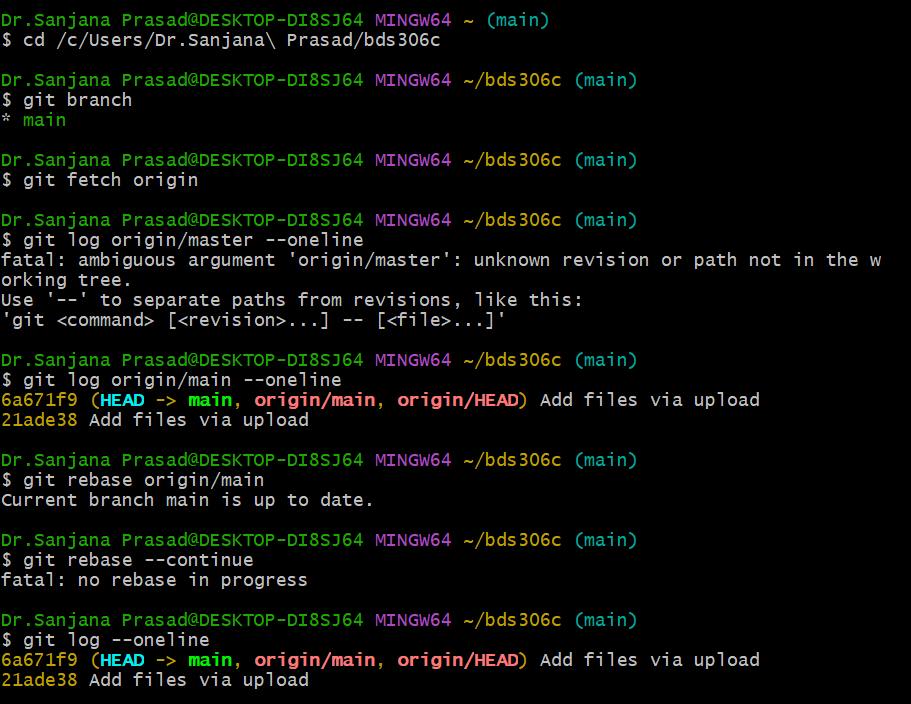 Dr.Sanjana Prasad@DESKTOP-DI8SJ64 MINGW64 ~ (main)
$ cd /c/Users/Dr.Sanjana\ Prasad/bds306c
Dr.Sanjana Prasad@DESKTOP-DI8SJ64 MINGW64 ~/bds306c (main)
$ git branch
* main
Dr.Sanjana Prasad@DESKTOP-DI8SJ64 MINGW64 ~/bds306c (main)
$ git fetch origin
Dr.Sanjana Prasad@DESKTOP-DI8SJ64 MINGW64 ~/bds306c (main)
$ git log origin/master --oneline
fatal: ambiguous argument 'origin/master': unknown revision or path not in the w
orking tree.
Use '--' to separate paths from revisions, like this:
'git <command> [<revision>...] -- [<file>...]'
Dr.Sanjana Prasad@DESKTOP-DI8SJ64 MINGW64 ~/bds306c (main)
$ git log origin/main --oneline
6a671f9 (HEAD -> main, origin/main, origin/HEAD) Add files via upload
21ade38 Add files via upload
Dr.Sanjana Prasad@DESKTOP-DI8SJ64 MINGW64 ~/bds306c (main)
$ git rebase origin/main
Current branch main is up to date.
Dr.Sanjana Prasad@DESKTOP-DI8SJ64 MINGW64 ~/bds306c (main)
$ git rebase --continue
fatal: no rebase in progress
Dr.Sanjana Prasad@DESKTOP-DI8SJ64 MINGW64 ~/bds306c (main)
$ git log --oneline
6a671f9 (HEAD -> main, origin/main, origin/HEAD) Add files via upload
21ade38 Add files via upload